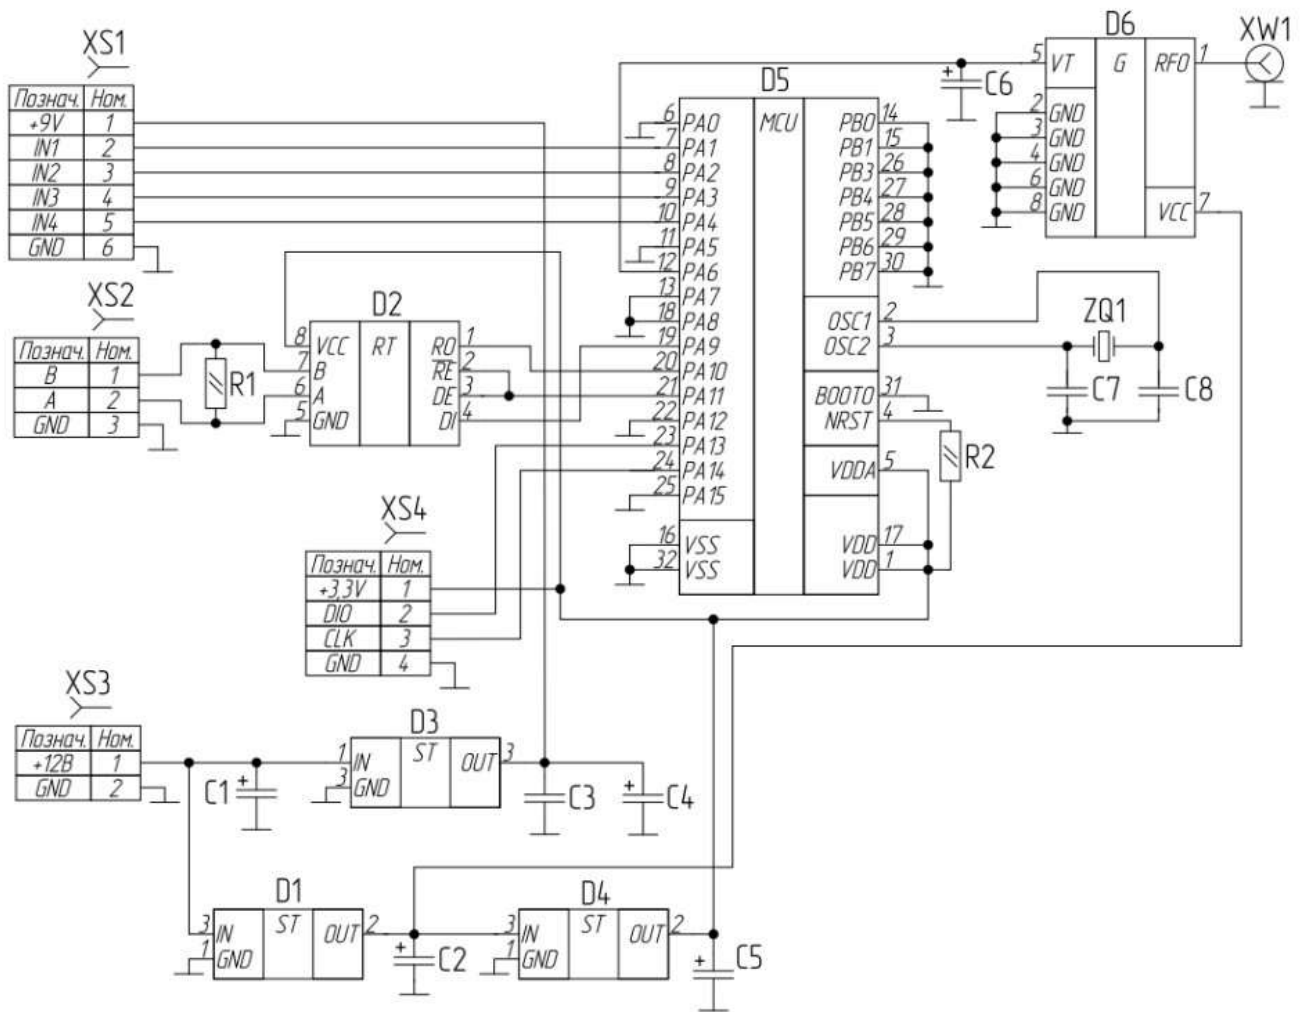 XS1
Познач. Ном.
+9V 1
IN1 2
IN2 3
IN3 4
IN4 5
GND 6
XS2
Познач. Ном.
B 1
A 2
GND 3
R1
D2
8 VCC RT RO 1
7 B RE 2
6 A DE 3
5 GND DI 4
XS4
Познач. Ном.
+3,3V 1
DIO 2
CLK 3
GND 4
XS3
Познач. Ном.
+12В 1
GND 2
+ C1
D3
1 IN ST OUT 3
3 GND
C3
+ C4
D1
3 IN ST OUT 2
1 GND
+ C2
D4
3 IN ST OUT 2
1 GND
+ C5
D5
MCU
6 PA0
7 PA1
8 PA2
9 PA3
10 PA4
11 PA5
12 PA6
13 PA7
18 PA8
19 PA9
20 PA10
21 PA11
22 PA12
23 PA13
24 PA14
25 PA15
16 VSS
32 VSS
PB0 14
PB1 15
PB3 26
PB4 27
PB5 28
PB6 29
PB7 30
OSC1 2
OSC2 3
BOOT0 31
NRST 4
VDDA 5
VDD 17
VDD 1
R2
ZQ1
C7
C8
+ C6
D6
5 VT G RFO 1
2 GND
3 GND
4 GND
6 GND
8 GND
VCC 7
XW1